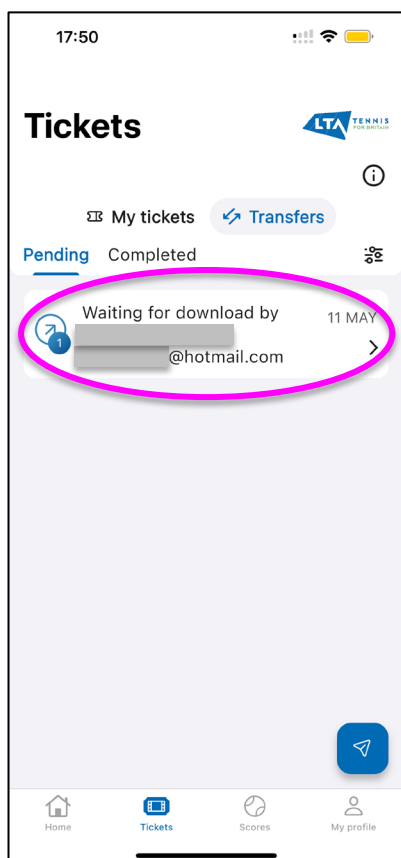 17:50
Tickets
LTA TENNIS
FOR BRITAIN
My tickets Transfers
Pending Completed
Waiting for download by 11 MAY
1
@hotmail.com
Home Tickets Scores My profile